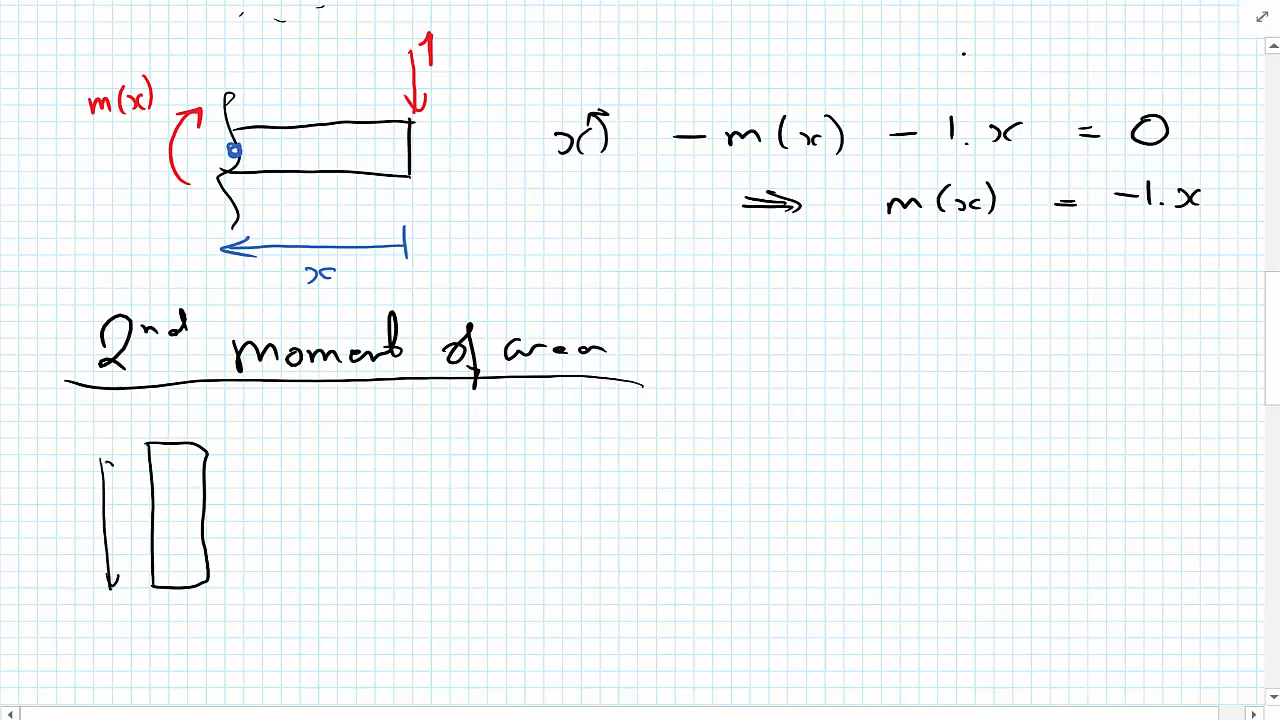 1
m(x)
x) - m(x) - 1.x = 0
⇒ m(x) = -1.x
x
2nd moment of area